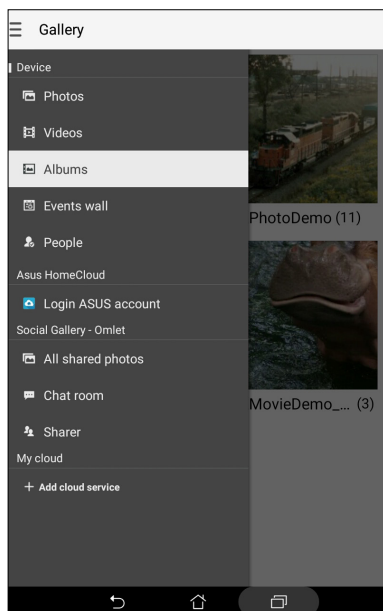 Gallery
Device
Photos
Videos
Albums
Events wall
People
Asus HomeCloud
Login ASUS account
Social Gallery - Omlet
All shared photos
Chat room
Sharer
My cloud
+ Add cloud service
PhotoDemo (11)
MovieDemo_... (3)